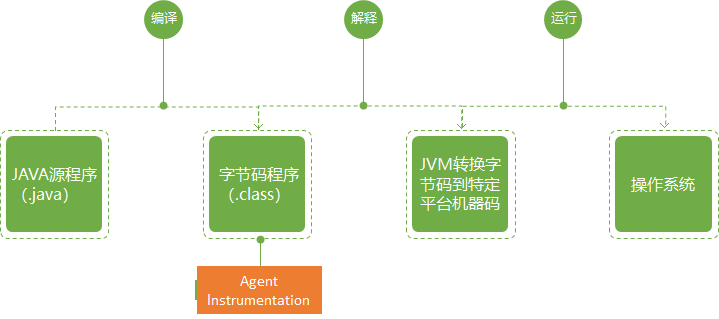 编译
解释
运行
JAVA源程序
（.java）
字节码程序
（.class）
JVM转换字
节码到特定
平台机器码
操作系统
Agent
Instrumentation